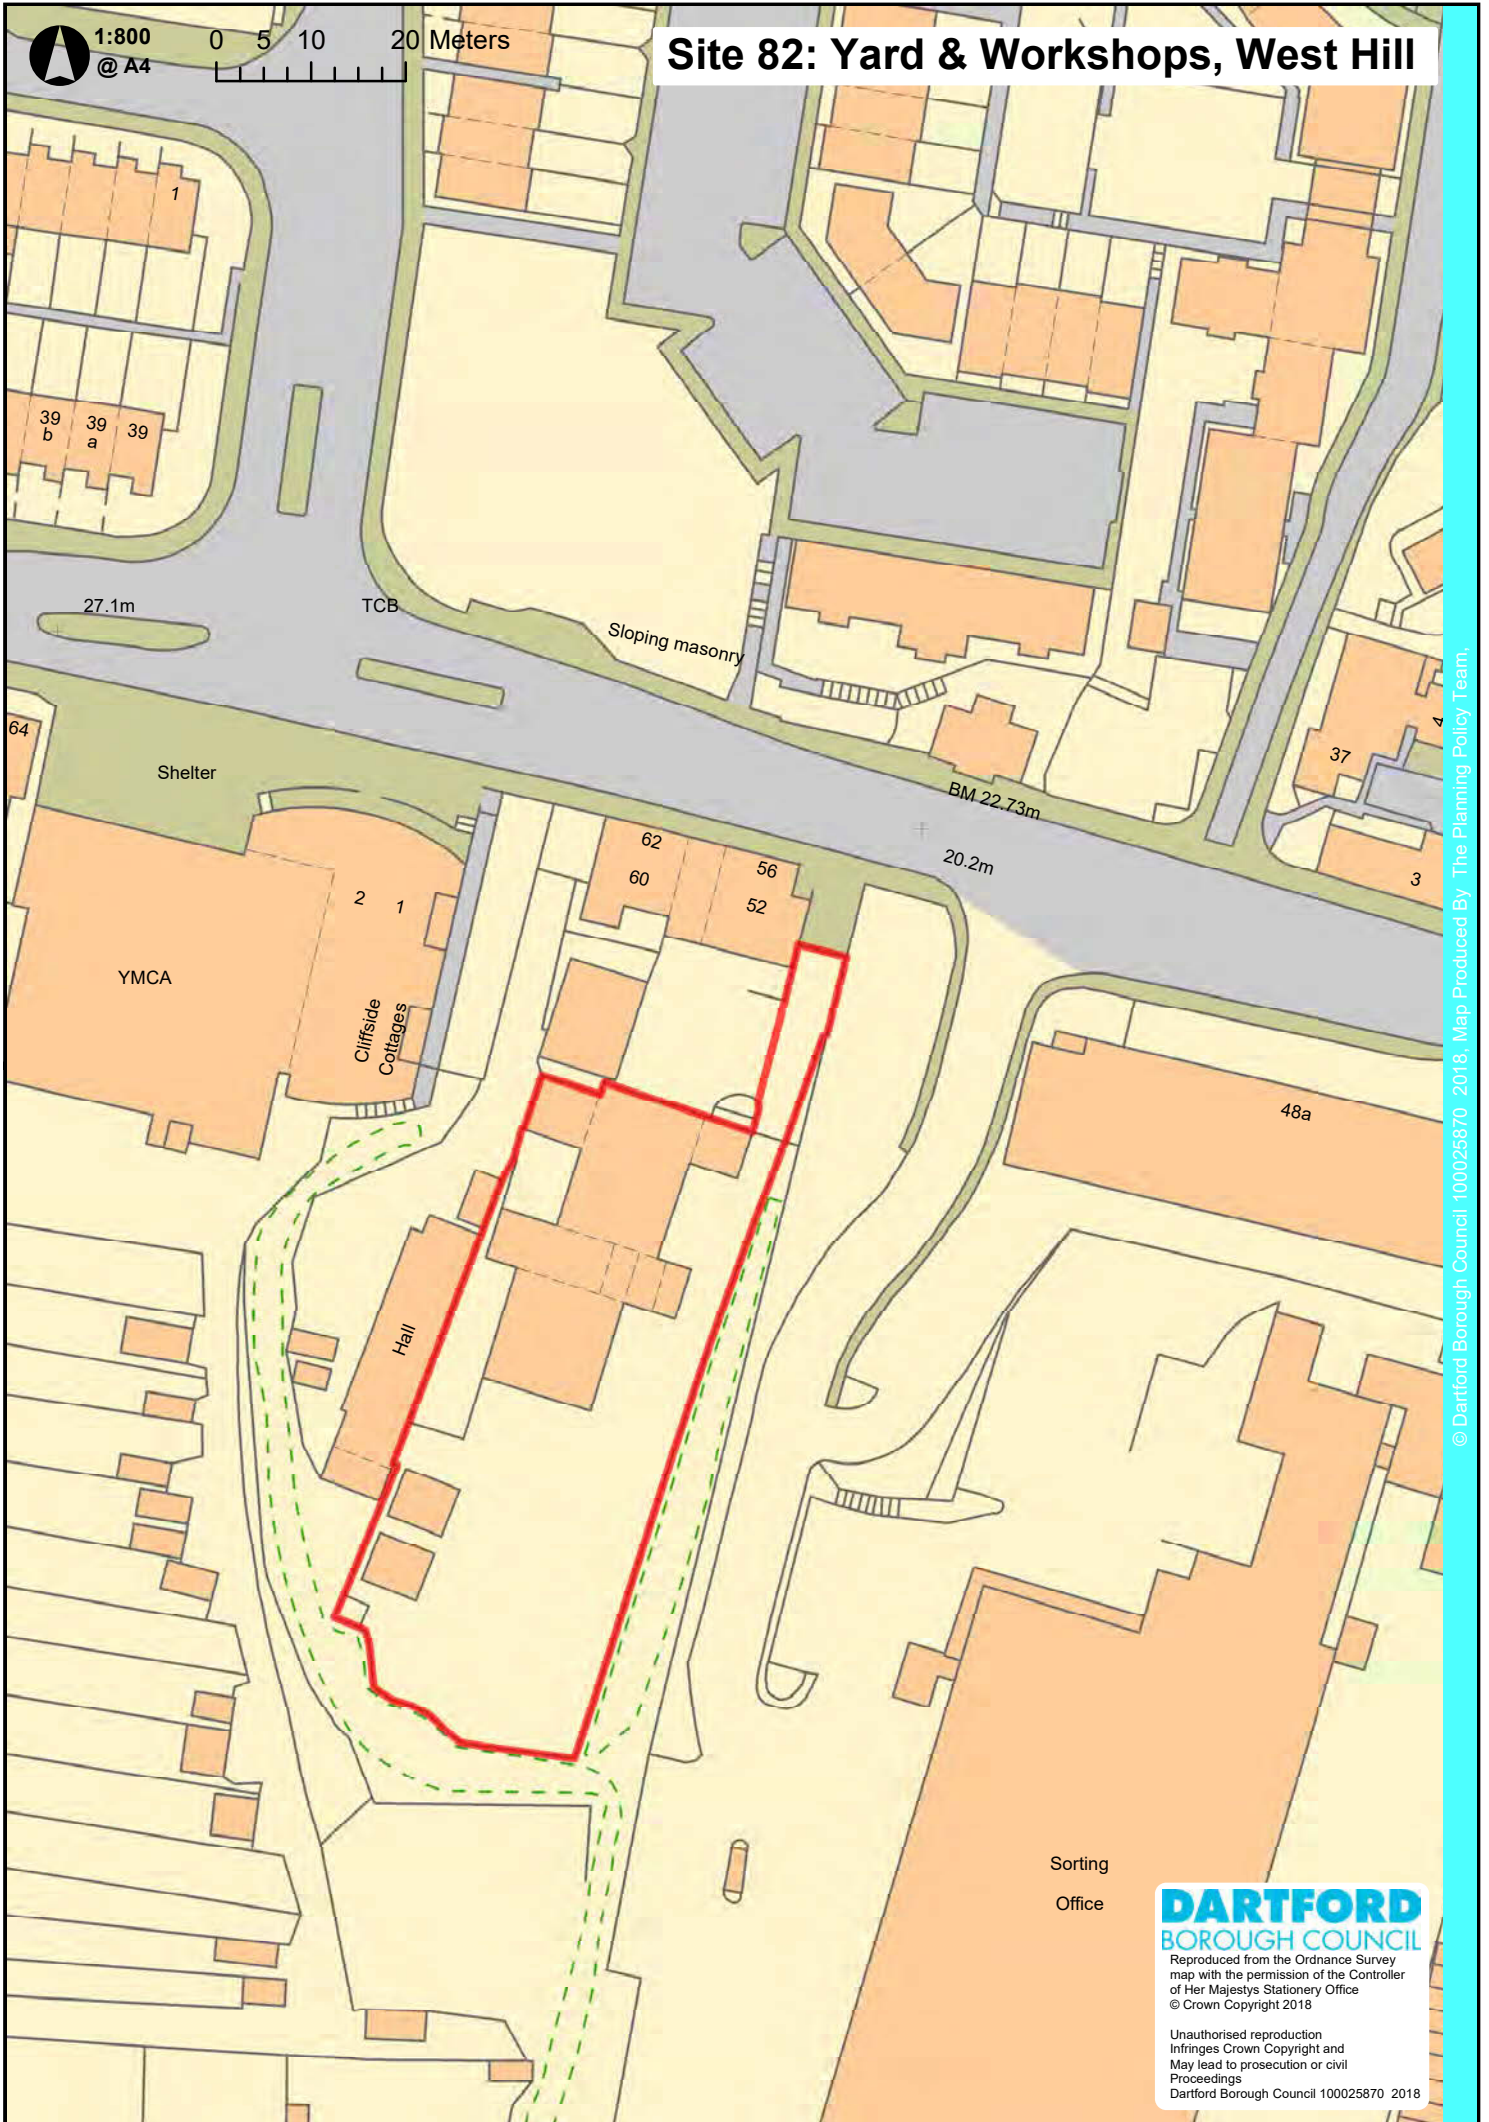 1:800
@ A4
0 5 10 20 Meters
Site 82: Yard & Workshops, West Hill
1
39
b
39
a
39
27.1m
TCB
Sloping masonry
64
Shelter
37
4
BM 22.73m
20.2m
3
62
60
56
52
2 1
YMCA
Cliffside
Cottages
48a
Hall
Sorting
Office
© Dartford Borough Council 100025870 2018, Map Produced By The Planning Policy Team,
DARTFORD
BOROUGH COUNCIL
Reproduced from the Ordnance Survey
map with the permission of the Controller
of Her Majestys Stationery Office
© Crown Copyright 2018
Unauthorised reproduction
Infringes Crown Copyright and
May lead to prosecution or civil
Proceedings
Dartford Borough Council 100025870 2018